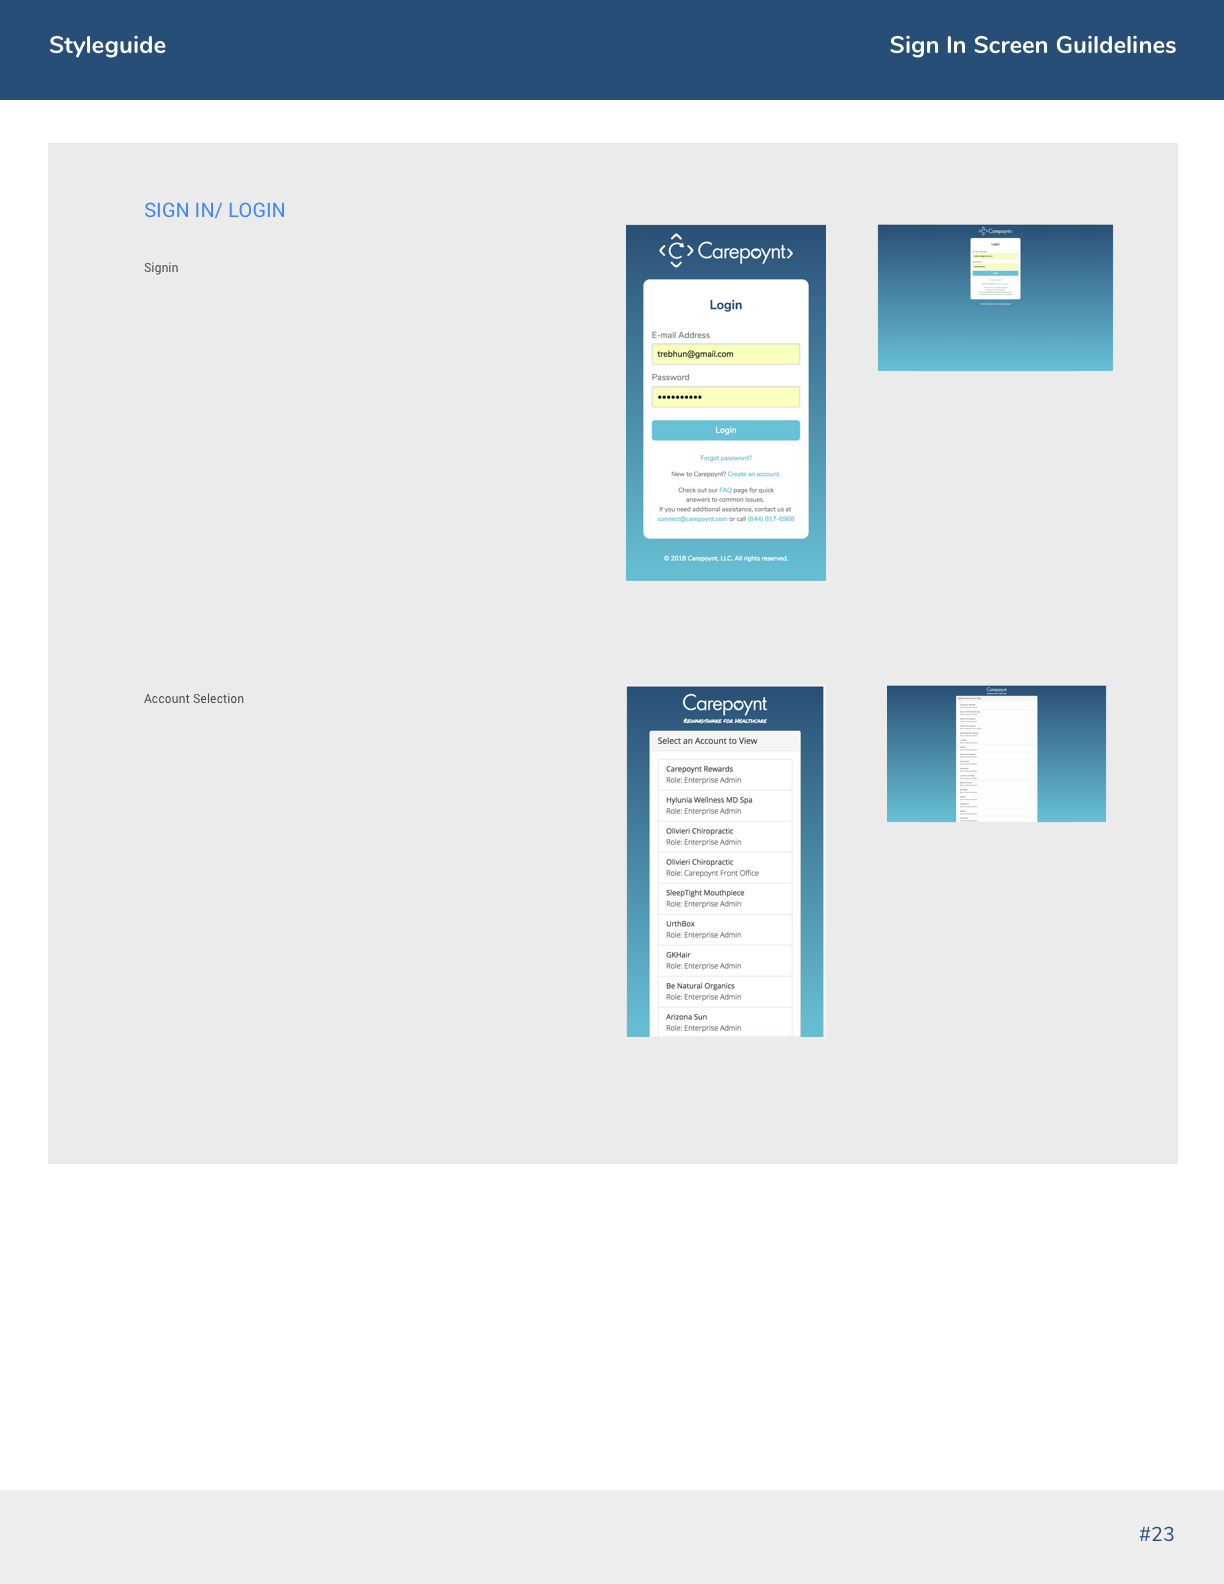 Styleguide
Sign In Screen Guildelines
SIGN IN/ LOGIN
Signin
Carepoynt
Login
E-mail Address
trebhun@gmail.com
Password
••••••••••
Login
Forgot password?
New to Carepoynt? Create an account.
Check out our FAQ page for quick
answers to common issues.
If you need additional assistance, contact us at
connect@carepoynt.com or call (844) 817-6968
© 2018 Carepoynt, LLC. All rights reserved.
Carepoynt
Login
Account Selection
Carepoynt
REWARDSWARE FOR HEALTHCARE
Select an Account to View
Carepoynt Rewards
Role: Enterprise Admin
Hylunia Wellness MD Spa
Role: Enterprise Admin
Olivieri Chiropractic
Role: Enterprise Admin
Olivieri Chiropractic
Role: Carepoynt Front Office
SleepTight Mouthpiece
Role: Enterprise Admin
UrthBox
Role: Enterprise Admin
GKHair
Role: Enterprise Admin
Be Natural Organics
Role: Enterprise Admin
Arizona Sun
Role: Enterprise Admin
Carepoynt
#23